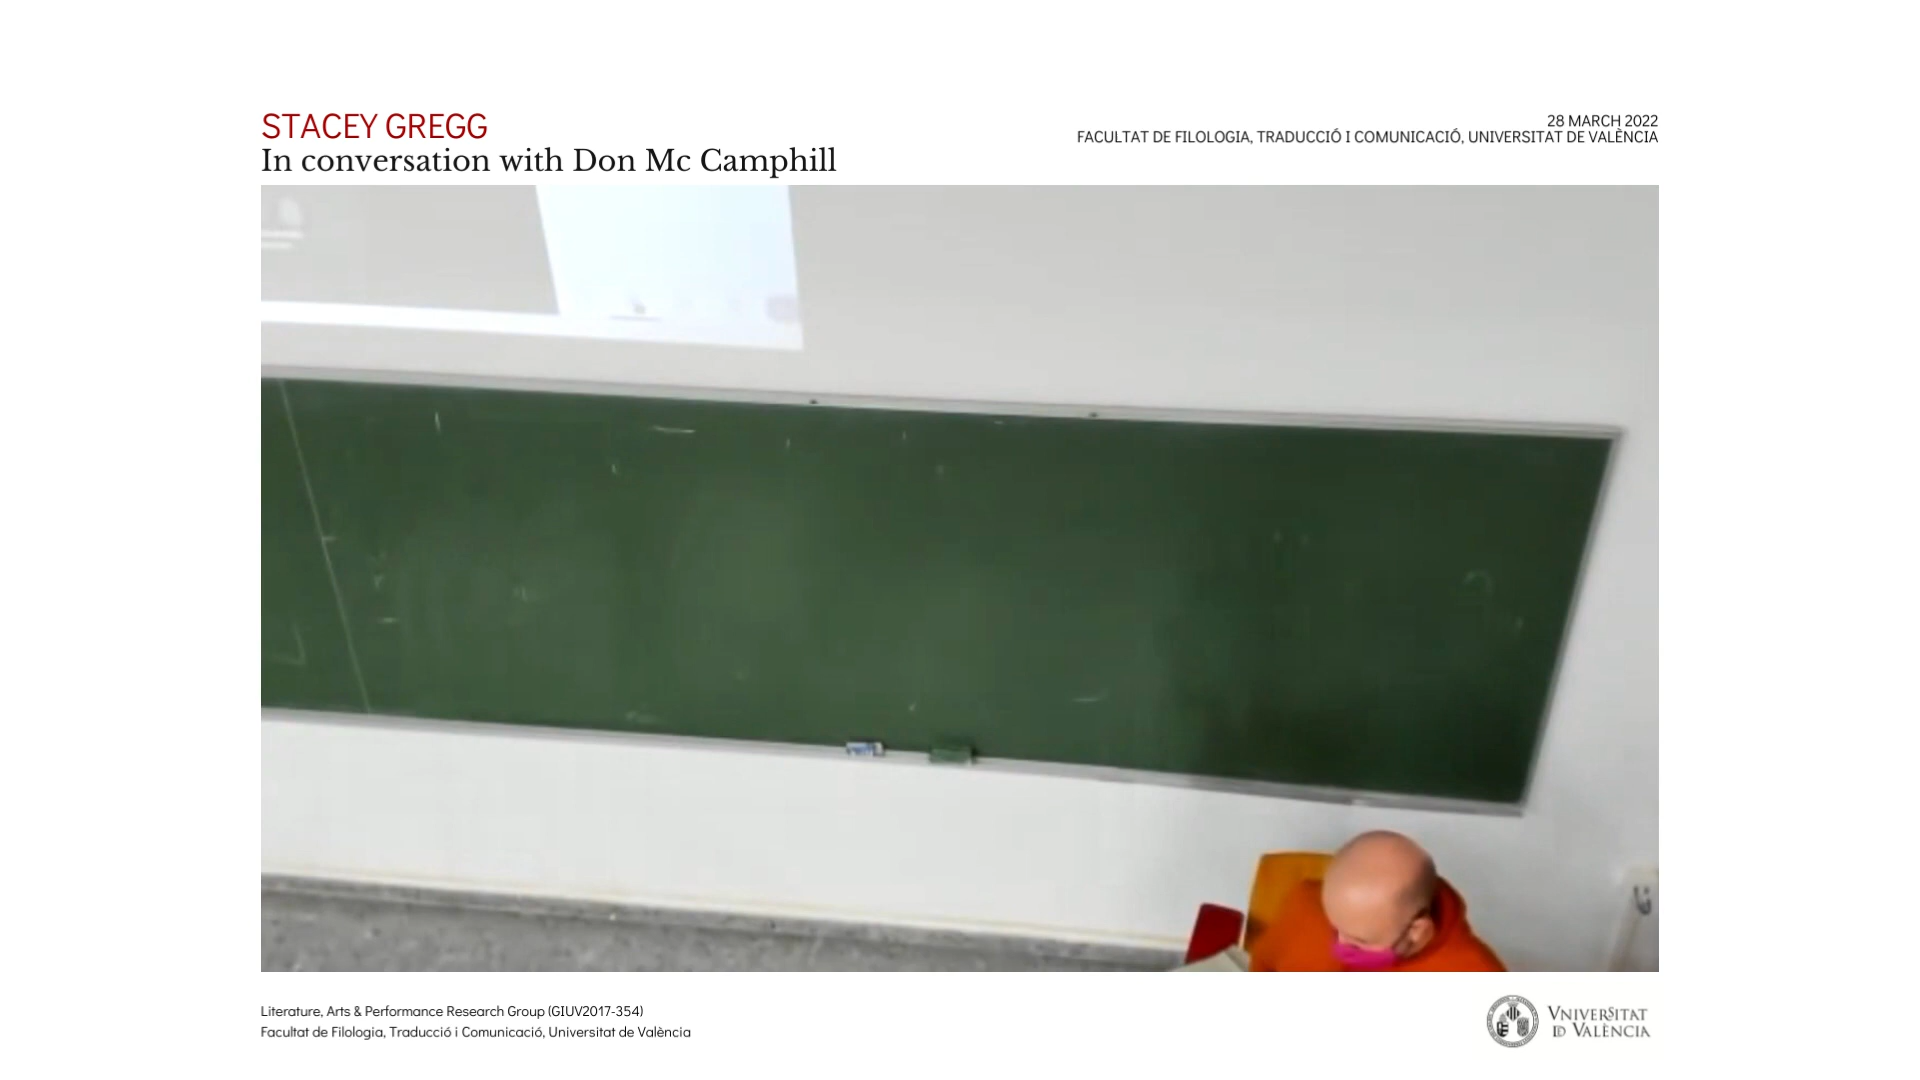 STACEY GREGG
In conversation with Don Mc Camphill
28 MARCH 2022
FACULTAT DE FILOLOGIA, TRADUCCIÓ I COMUNICACIÓ, UNIVERSITAT DE VALÈNCIA
Literature, Arts & Performance Research Group (GIUV2017-354)
Facultat de Filologia, Traducció i Comunicació, Universitat de València
VNIVERSITAT
ID VALÈNCIA